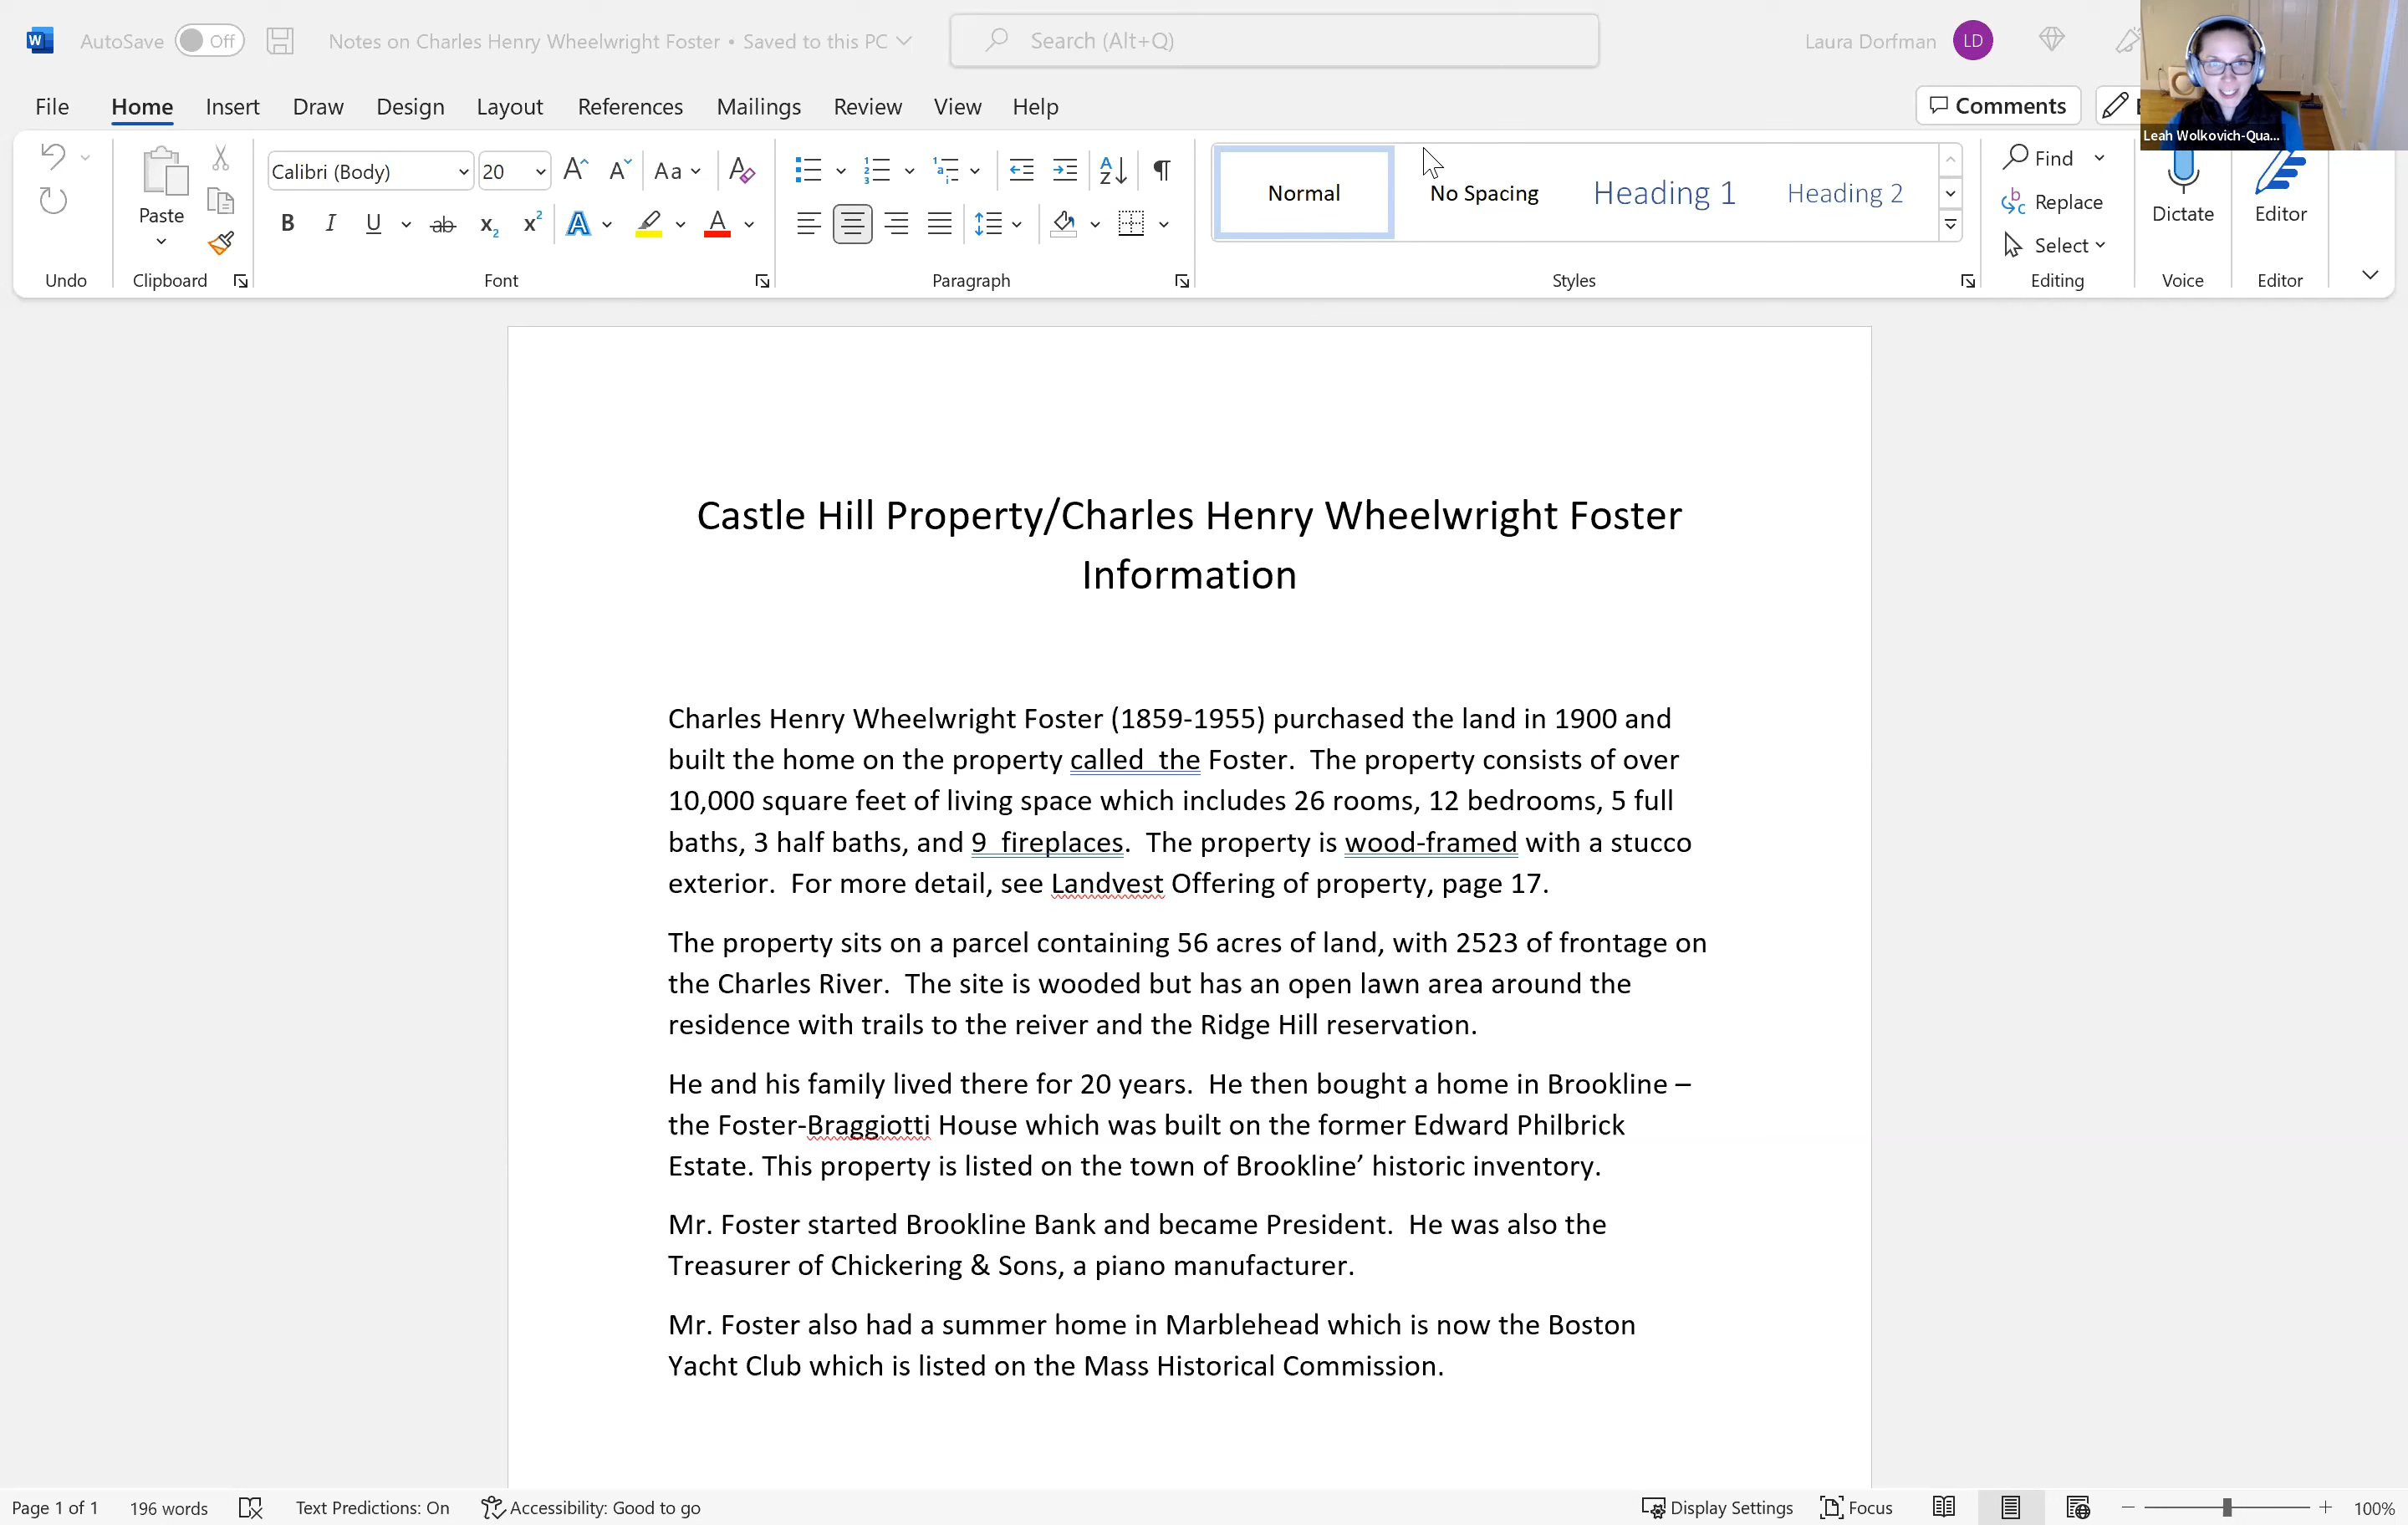 AutoSave Off Notes on Charles Henry Wheelwright Foster • Saved to this PC Search (Alt+Q) Laura Dorfman LD
File Home Insert Draw Design Layout References Mailings Review View Help Comments
Leah Wolkovich-Qua...
Paste
Undo Clipboard
Calibri (Body) 20
Font
Paragraph
Normal No Spacing Heading 1 Heading 2
Styles
Find
Replace
Select
Editing
Dictate
Voice
Editor
Editor
Castle Hill Property/Charles Henry Wheelwright Foster
Information
Charles Henry Wheelwright Foster (1859-1955) purchased the land in 1900 and
built the home on the property called  the Foster.  The property consists of over
10,000 square feet of living space which includes 26 rooms, 12 bedrooms, 5 full
baths, 3 half baths, and 9  fireplaces.  The property is wood-framed with a stucco
exterior.  For more detail, see Landvest Offering of property, page 17.
The property sits on a parcel containing 56 acres of land, with 2523 of frontage on
the Charles River.  The site is wooded but has an open lawn area around the
residence with trails to the reiver and the Ridge Hill reservation.
He and his family lived there for 20 years.  He then bought a home in Brookline –
the Foster-Braggiotti House which was built on the former Edward Philbrick
Estate. This property is listed on the town of Brookline’ historic inventory.
Mr. Foster started Brookline Bank and became President.  He was also the
Treasurer of Chickering & Sons, a piano manufacturer.
Mr. Foster also had a summer home in Marblehead which is now the Boston
Yacht Club which is listed on the Mass Historical Commission.
Page 1 of 1 196 words Text Predictions: On Accessibility: Good to go Display Settings Focus 100%